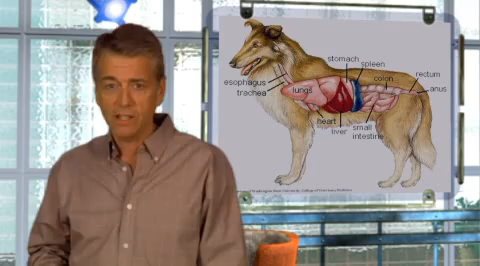 stomach
spleen
esophagus
trachea
lungs
colon
rectum
anus
heart
liver
small
intestine